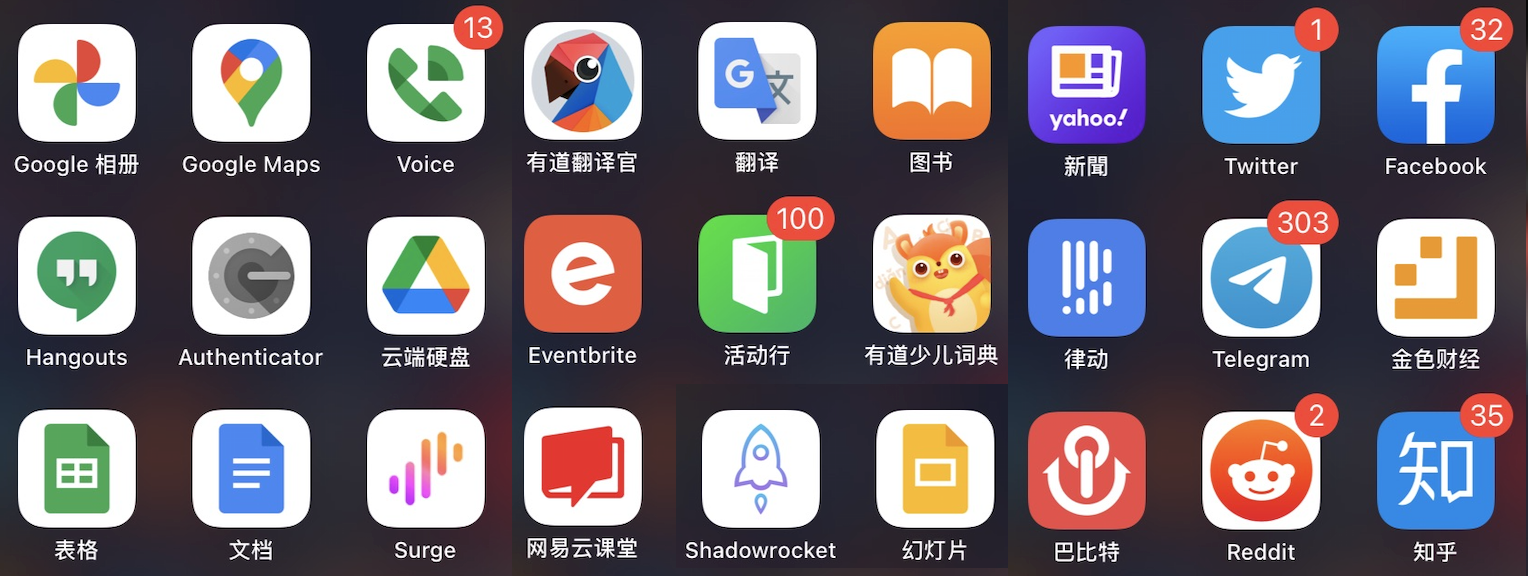 13
1
32
G 文
yahoo!
Google 相册
Google Maps
Voice
有道翻译官
翻译
图书
新聞
Twitter
Facebook
100
303
e
Hangouts
Authenticator
云端硬盘
Eventbrite
活动行
有道少儿词典
律动
Telegram
金色财经
2
35
知
表格
文档
Surge
网易云课堂
Shadowrocket
幻灯片
巴比特
Reddit
知乎